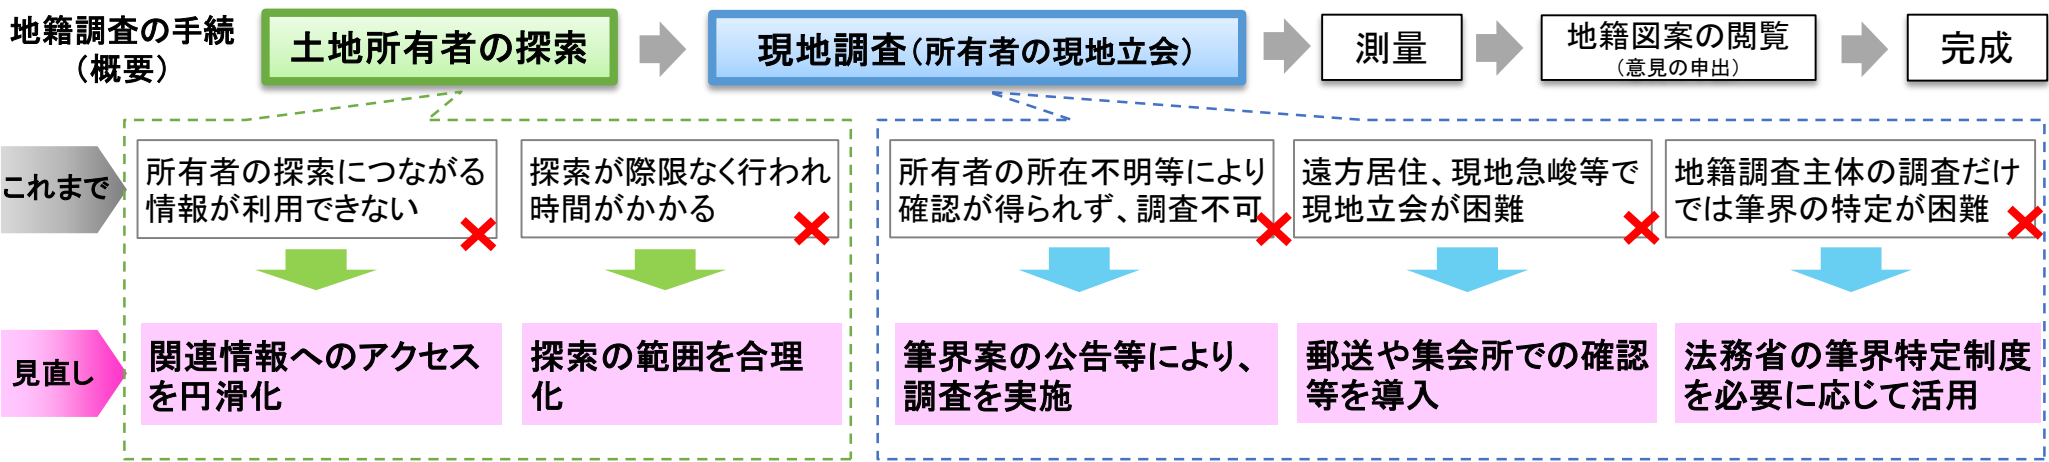 地籍調査の手続
（概要）
土地所有者の探索
現地調査（所有者の現地立会）
測量
地籍図案の閲覧
（意見の申出）
完成
これまで
所有者の探索につながる
情報が利用できない
探索が際限なく行われ
時間がかかる
所有者の所在不明等により
確認が得られず、調査不可
遠方居住、現地急峻等で
現地立会が困難
地籍調査主体の調査だけ
では筆界の特定が困難
見直し
関連情報へのアクセス
を円滑化
探索の範囲を合理
化
筆界案の公告等により、
調査を実施
郵送や集会所での確認
等を導入
法務省の筆界特定制度
を必要に応じて活用